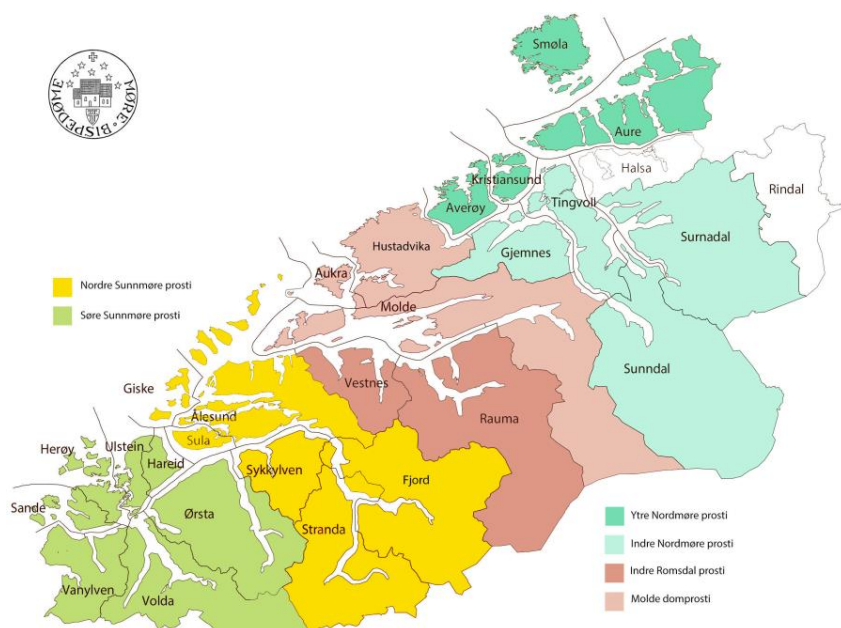 MØRE · BISPEDØMME
Smøla
Aure
Halsa
Rindal
Kristiansund
Tingvoll
Averøy
Surnadal
Hustadvika
Gjemnes
Aukra
Nordre Sunnmøre prosti
Søre Sunnmøre prosti
Molde
Sunndal
Vestnes
Giske
Rauma
Ålesund
Sula
Ulstein
Herøy
Hareid
Sykkylven
Fjord
Sande
Ørsta
Stranda
Ytre Nordmøre prosti
Indre Nordmøre prosti
Indre Romsdal prosti
Molde domprosti
Vanylven
Volda